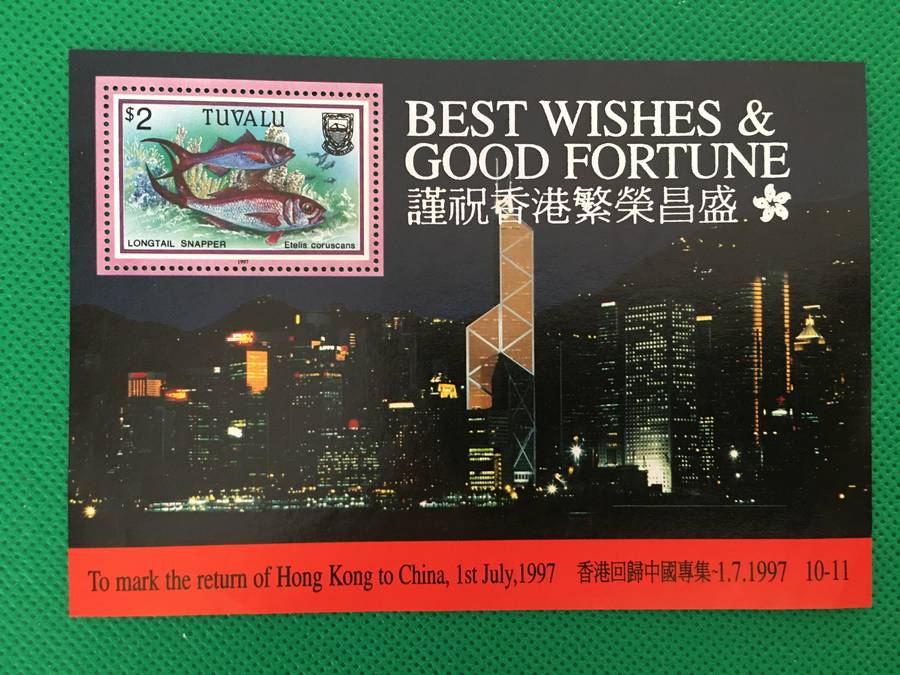 $2 TUVALU
LONGTAIL SNAPPER Etelis coruscans
1997
BEST WISHES &
GOOD FORTUNE
謹祝香港繁榮昌盛
To mark the return of Hong Kong to China, 1st July,1997 香港回歸中國專集~1.7.1997 10-11